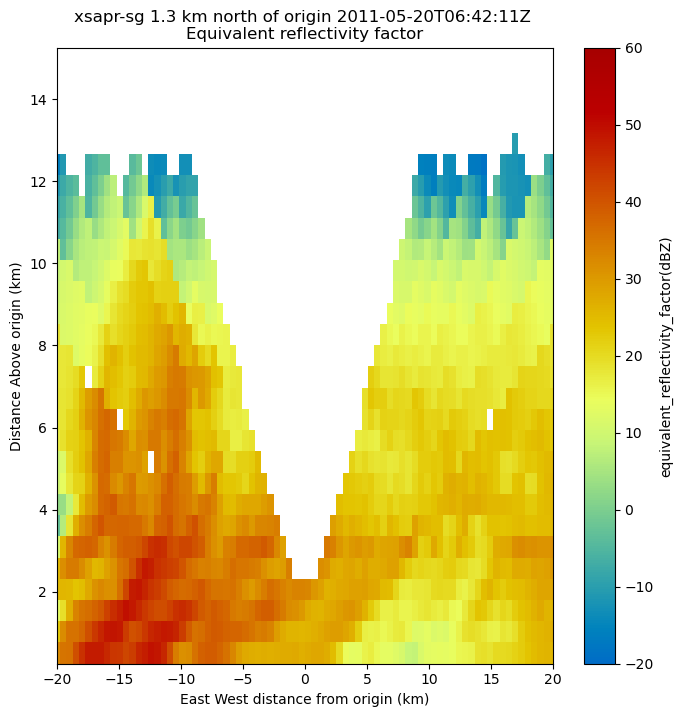 xsapr-sg 1.3 km north of origin 2011-05-20T06:42:11Z
Equivalent reflectivity factor
14
12
10
8
6
4
2
Distance Above origin (km)
−20 −15 −10 −5 0 5 10 15 20
East West distance from origin (km)
60
50
40
30
20
10
0
−10
−20
equivalent_reflectivity_factor(dBZ)